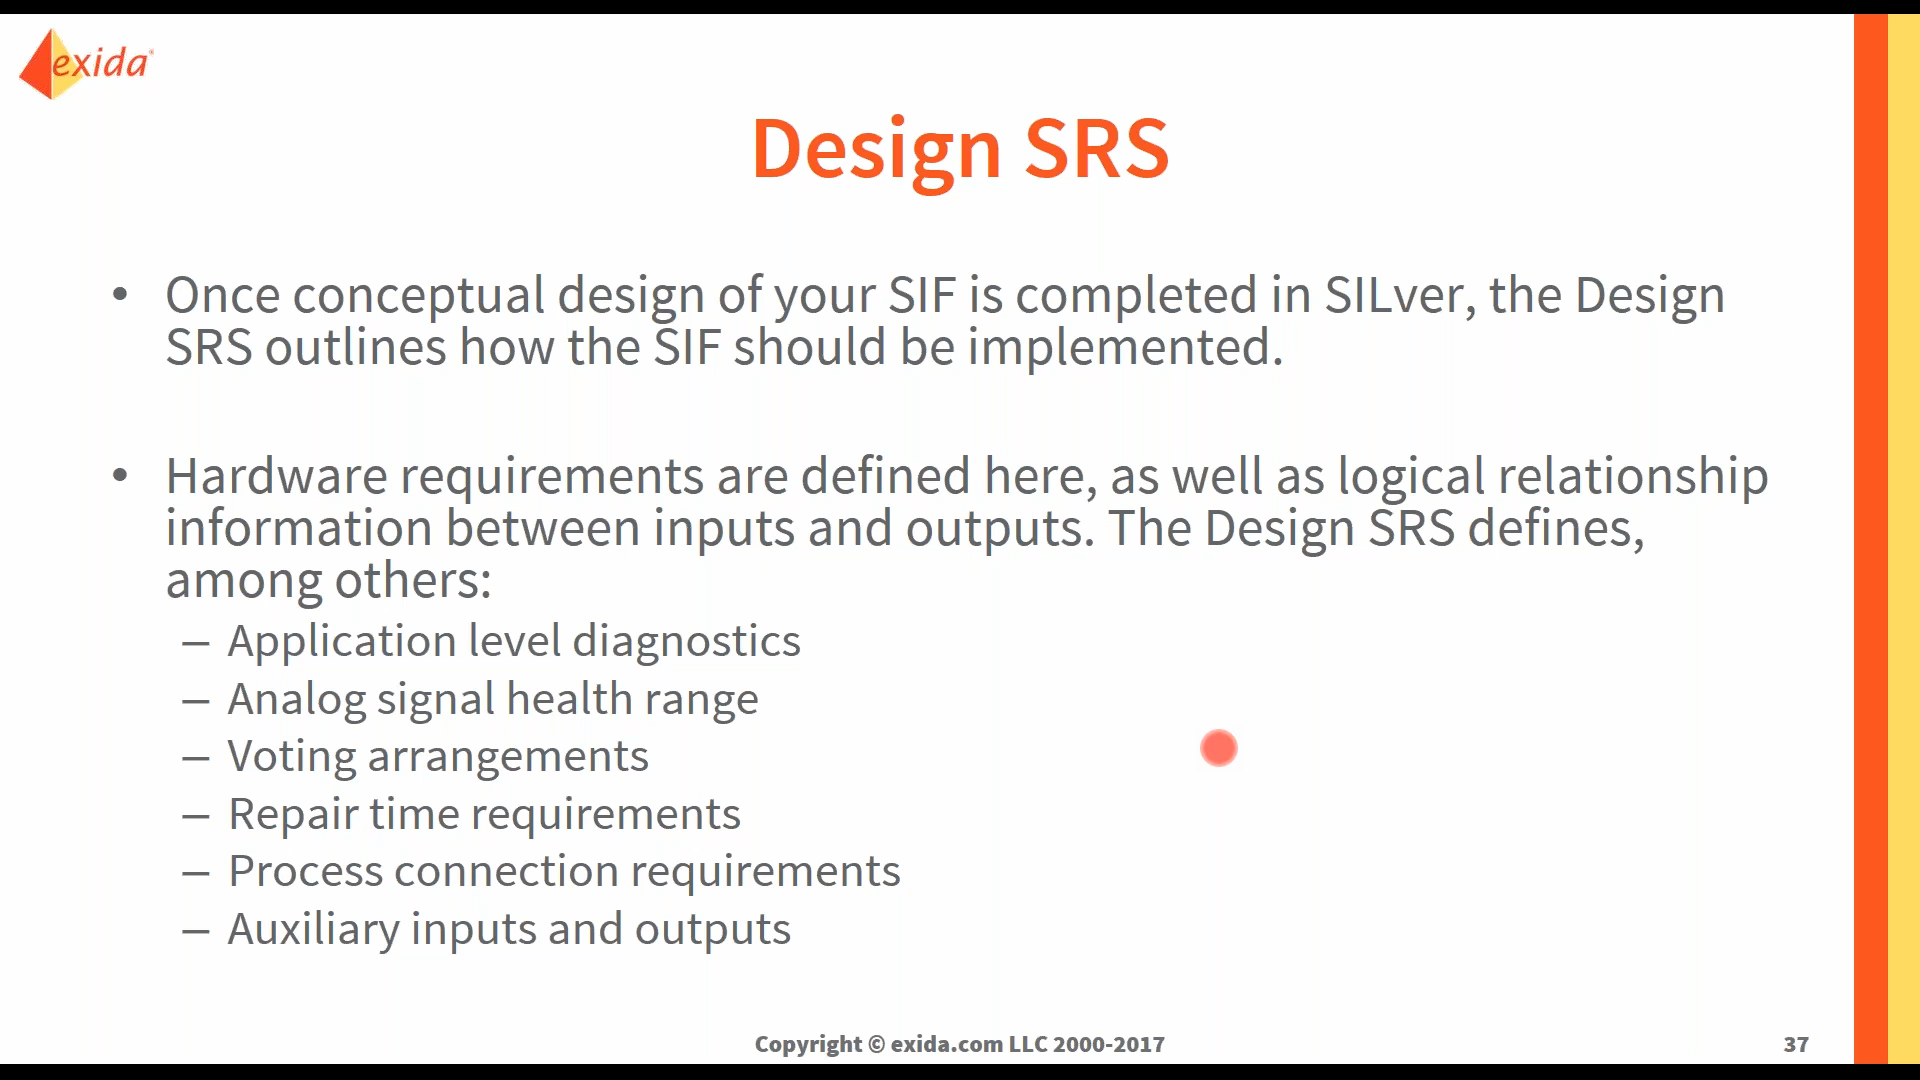 exida
Design SRS
• Once conceptual design of your SIF is completed in SILver, the Design
SRS outlines how the SIF should be implemented.
• Hardware requirements are defined here, as well as logical relationship
information between inputs and outputs. The Design SRS defines,
among others:
– Application level diagnostics
– Analog signal health range
– Voting arrangements
– Repair time requirements
– Process connection requirements
– Auxiliary inputs and outputs
Copyright © exida.com LLC 2000-2017
37